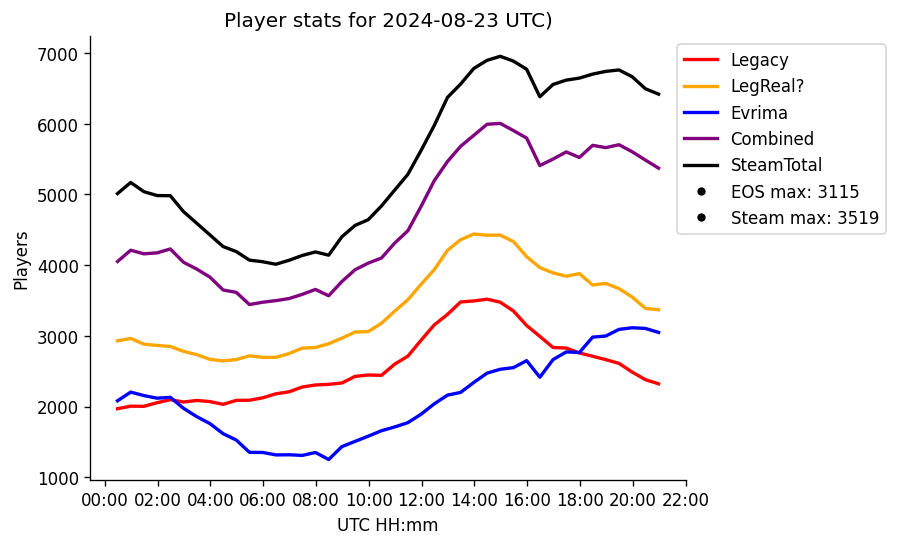 Player stats for 2024-08-23 UTC)
7000
6000
5000
4000
3000
2000
1000
Players
00:00 02:00 04:00 06:00 08:00 10:00 12:00 14:00 16:00 18:00 20:00 22:00
UTC HH:mm
Legacy
LegReal?
Evrima
Combined
SteamTotal
EOS max: 3115
Steam max: 3519